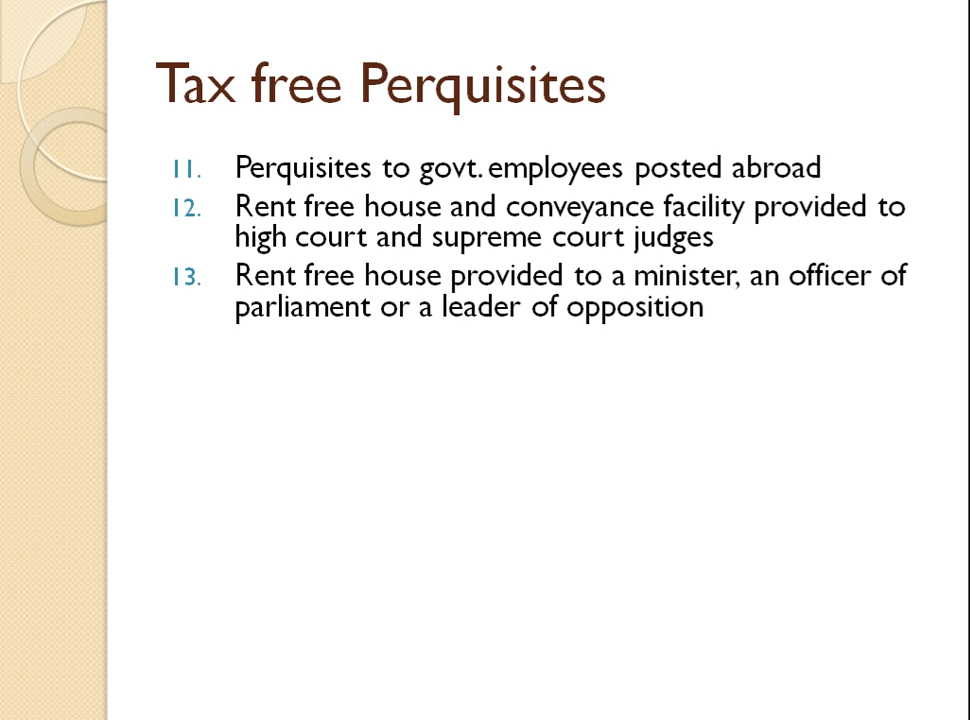 Tax free Perquisites
11. Perquisites to govt. employees posted abroad
12. Rent free house and conveyance facility provided to
high court and supreme court judges
13. Rent free house provided to a minister, an officer of
parliament or a leader of opposition